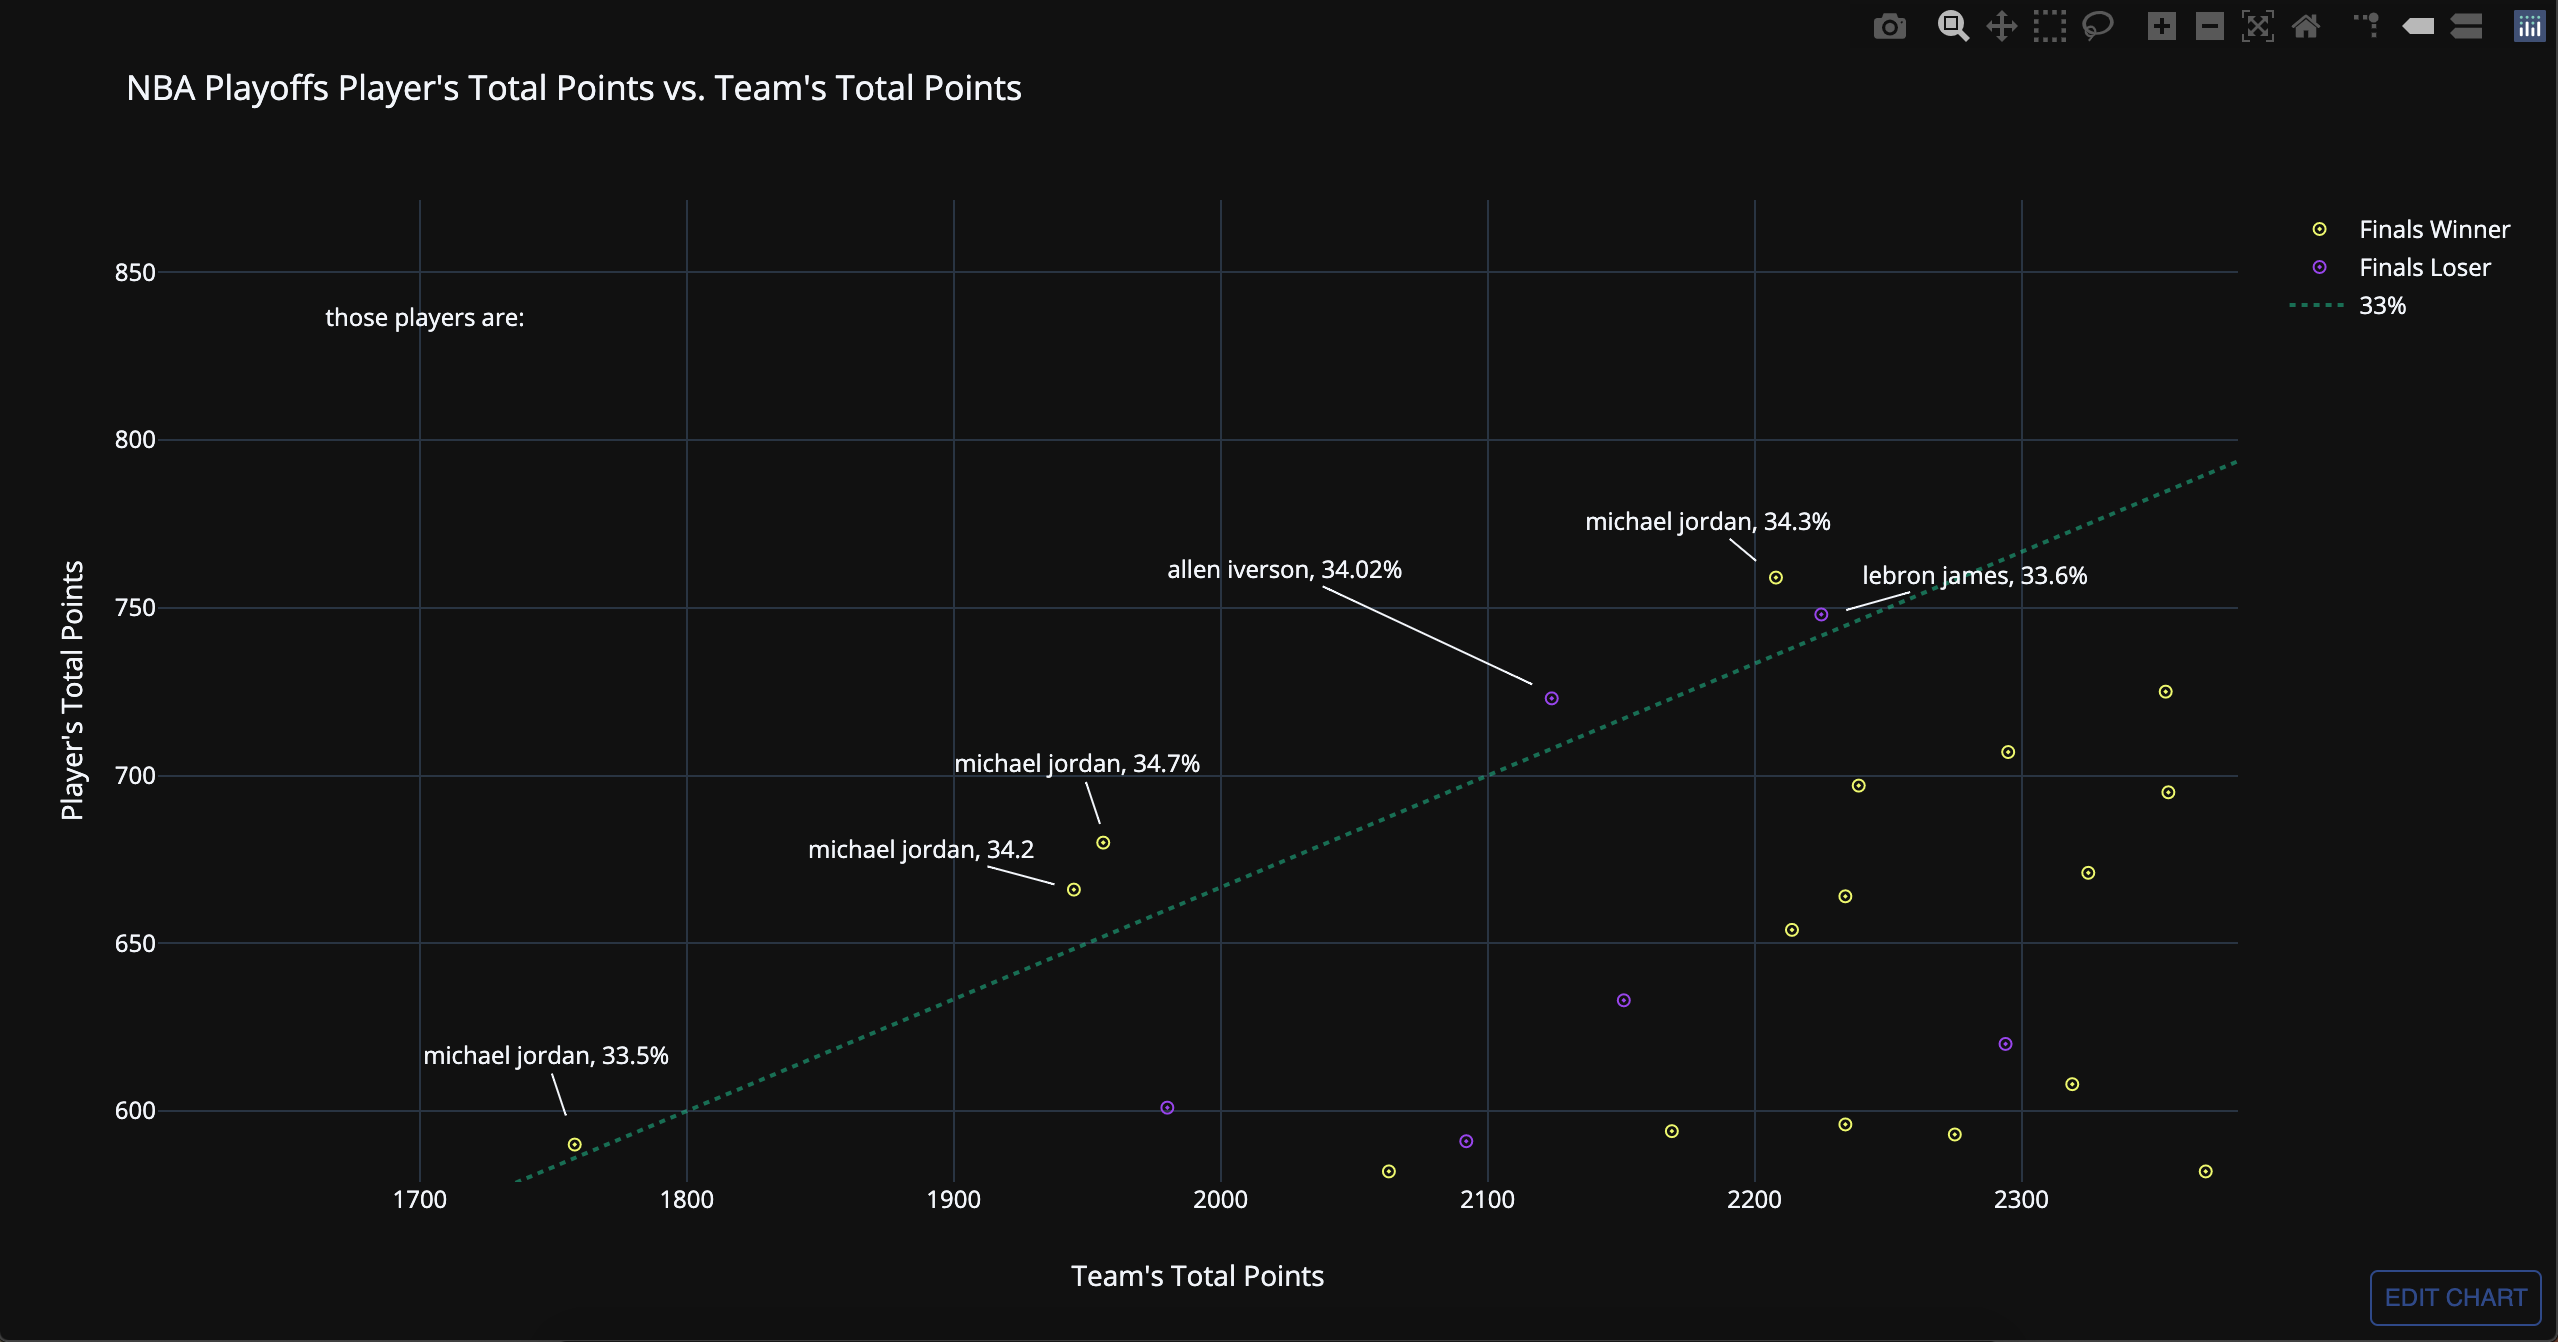 NBA Playoffs Player's Total Points vs. Team's Total Points
Finals Winner
Finals Loser
33%
850
800
750
700
650
600
Player's Total Points
those players are:
michael jordan, 34.3%
allen iverson, 34.02%
lebron james, 33.6%
michael jordan, 34.7%
michael jordan, 34.2
michael jordan, 33.5%
1700
1800
1900
2000
2100
2200
2300
Team's Total Points
EDIT CHART